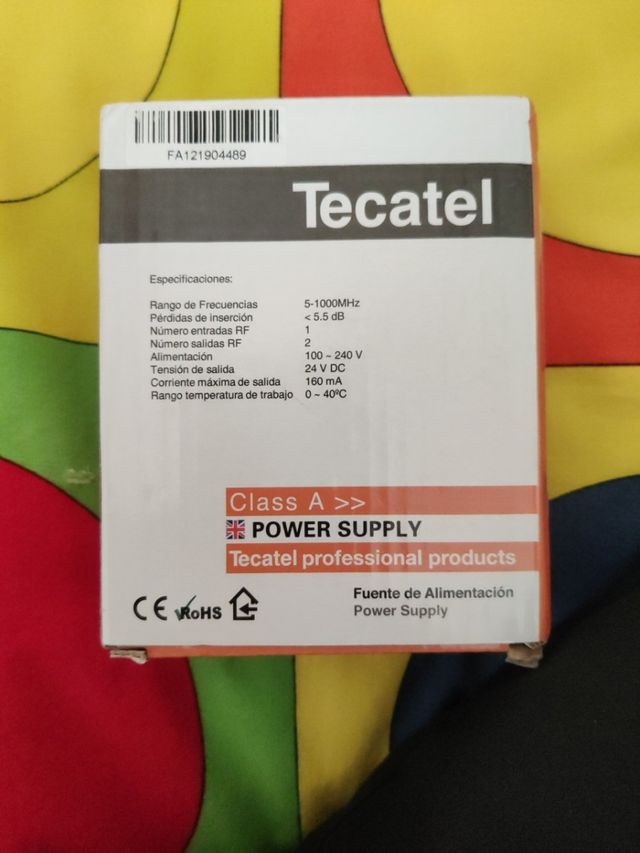 FA121904489
Tecatel
Especificaciones:
Rango de Frecuencias 5-1000MHz
Pérdidas de inserción < 5.5 dB
Número entradas RF 1
Número salidas RF 2
Alimentación 100 ~ 240 V
Tensión de salida 24 V DC
Corriente máxima de salida 160 mA
Rango temperatura de trabajo 0 ~ 40ºC
Class A >>
POWER SUPPLY
Tecatel professional products
CE RoHS
Fuente de Alimentación
Power Supply